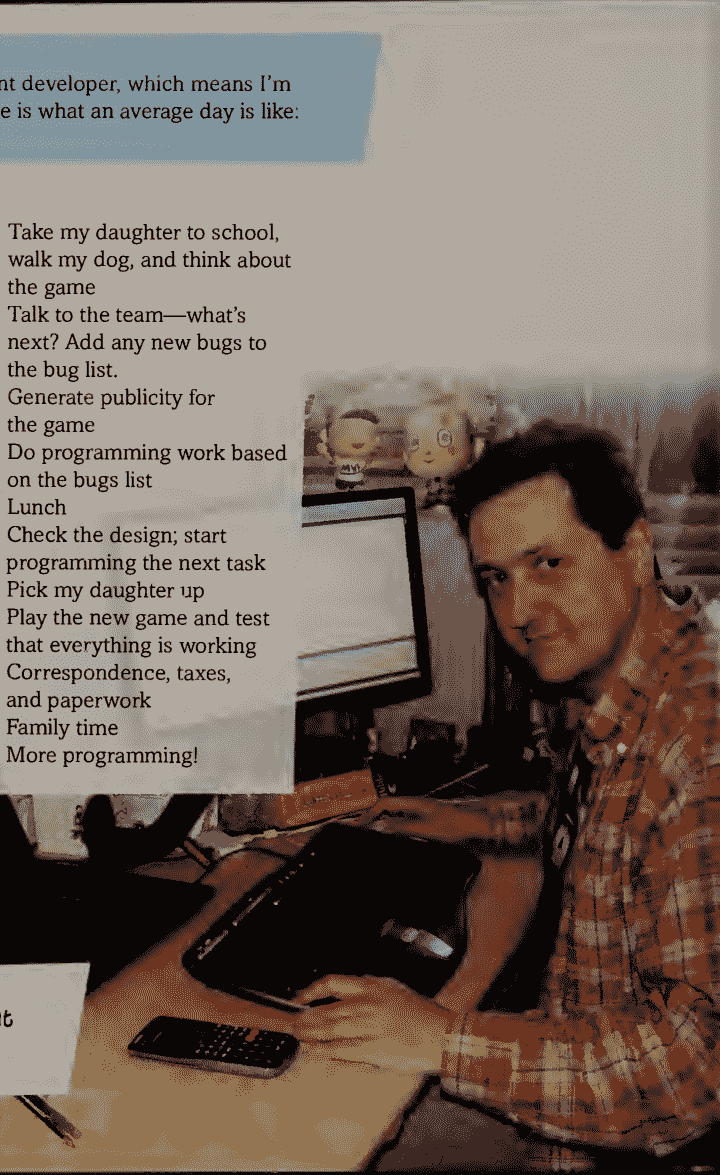 nt developer, which means I'm
e is what an average day is like:
Take my daughter to school,
walk my dog, and think about
the game
Talk to the team—what's
next? Add any new bugs to
the bug list.
Generate publicity for
the game
Do programming work based
on the bugs list
Lunch
Check the design; start
programming the next task
Pick my daughter up
Play the new game and test
that everything is working
Correspondence, taxes,
and paperwork
Family time
More programming!